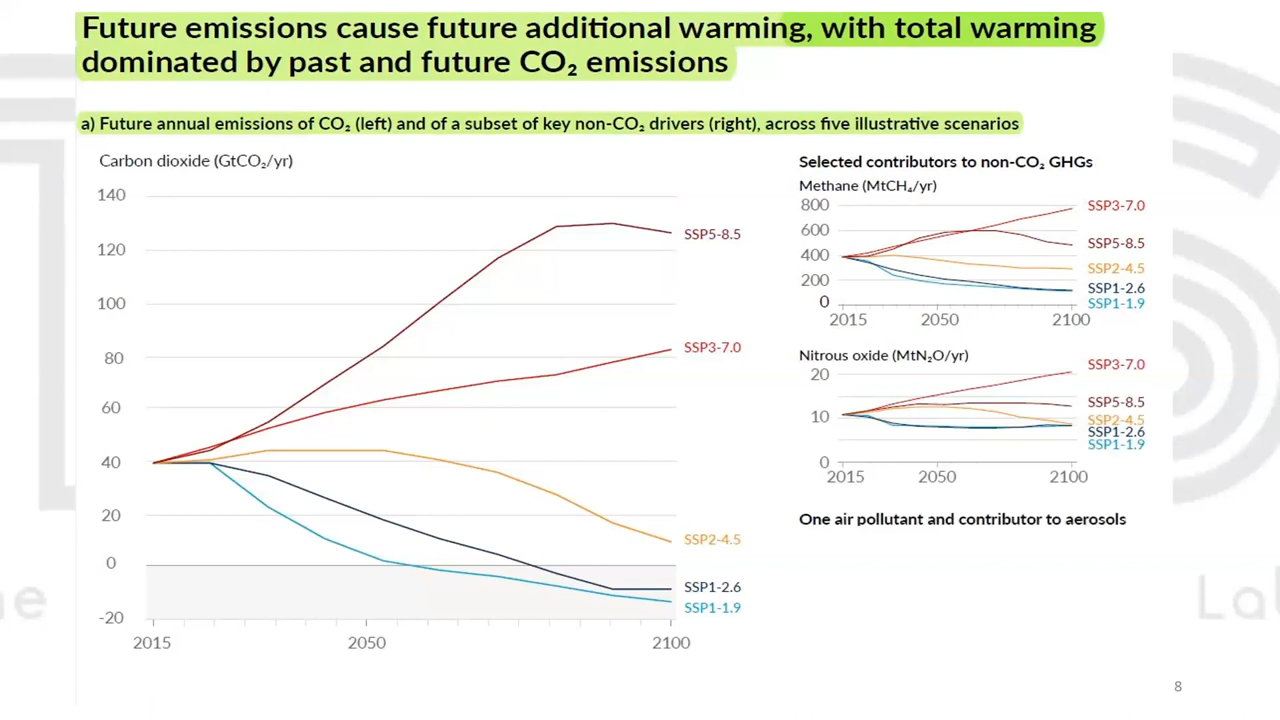 Future emissions cause future additional warming, with total warming
dominated by past and future CO₂ emissions
a) Future annual emissions of CO₂ (left) and of a subset of key non-CO₂ drivers (right), across five illustrative scenarios
Carbon dioxide (GtCO₂/yr)
140
120
100
80
60
40
20
0
-20
2015
2050
2100
SSP5-8.5
SSP3-7.0
SSP2-4.5
SSP1-2.6
SSP1-1.9
Selected contributors to non-CO₂ GHGs
Methane (MtCH₄/yr)
800
600
400
200
0
2015
2050
2100
SSP3-7.0
SSP5-8.5
SSP2-4.5
SSP1-2.6
SSP1-1.9
Nitrous oxide (MtN₂O/yr)
20
10
0
2015
2050
2100
SSP3-7.0
SSP5-8.5
SSP2-4.5
SSP1-2.6
SSP1-1.9
One air pollutant and contributor to aerosols
8